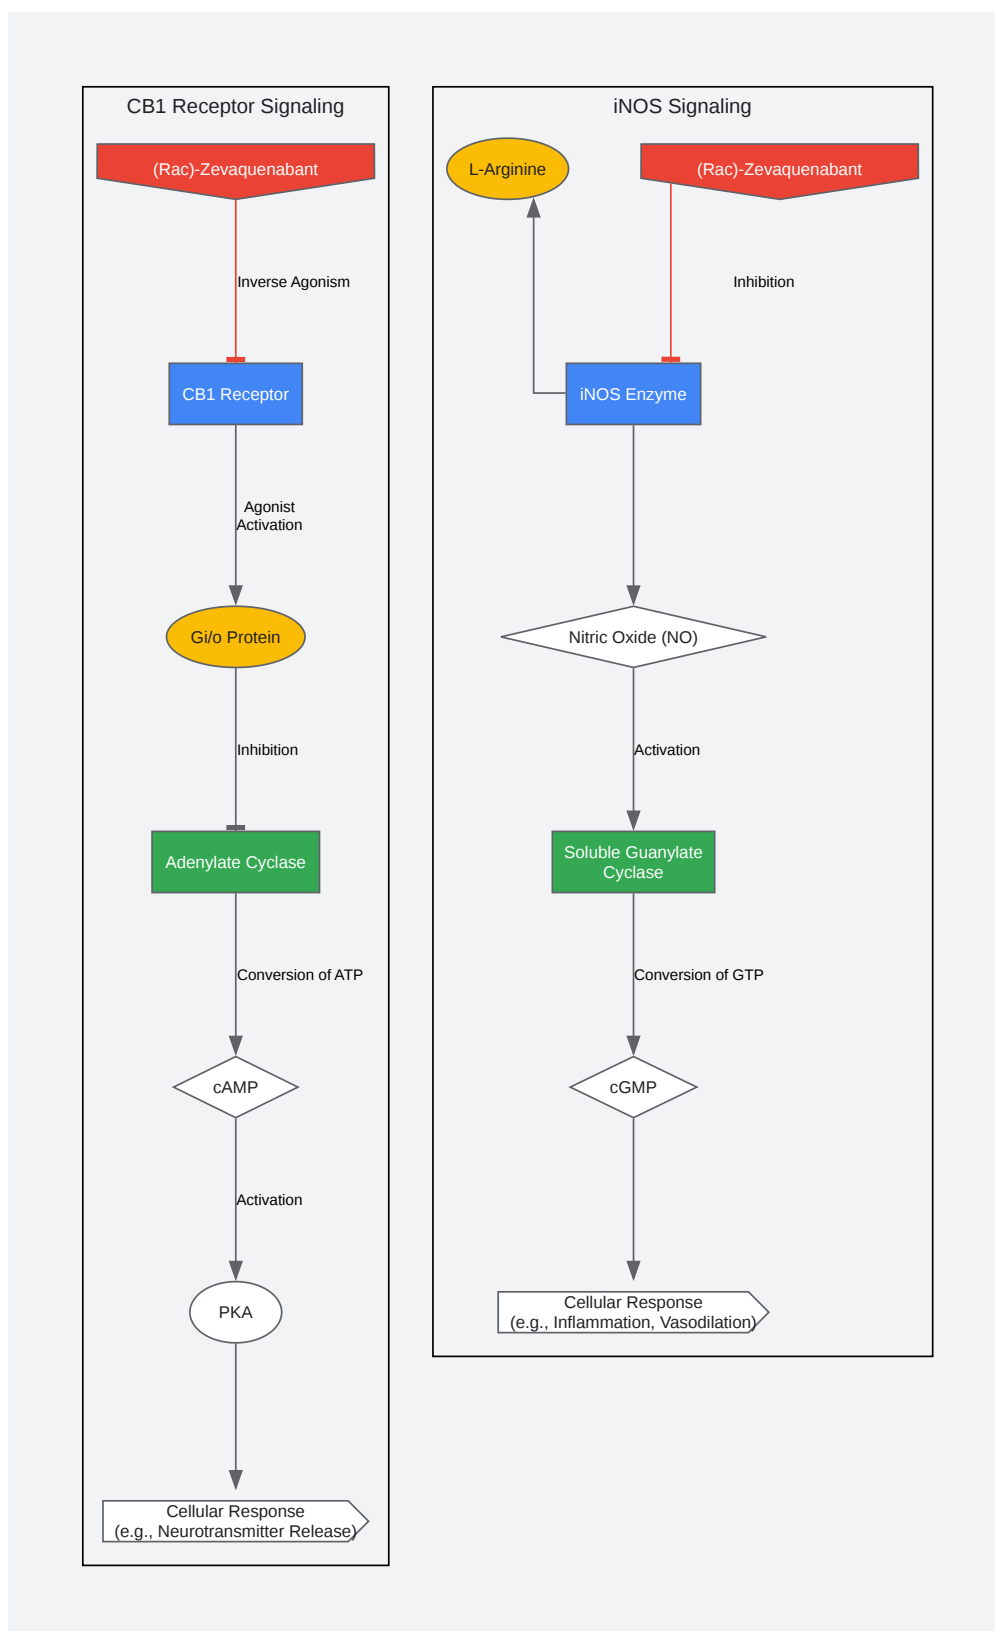 CB1 Receptor Signaling
(Rac)-Zevaquenabant
Inverse Agonism
CB1 Receptor
Agonist
Activation
Gi/o Protein
Inhibition
Adenylate Cyclase
Conversion of ATP
cAMP
Activation
PKA
Cellular Response
(e.g., Neurotransmitter Release)
iNOS Signaling
L-Arginine
(Rac)-Zevaquenabant
Inhibition
iNOS Enzyme
Nitric Oxide (NO)
Activation
Soluble Guanylate
Cyclase
Conversion of GTP
cGMP
Cellular Response
(e.g., Inflammation, Vasodilation)